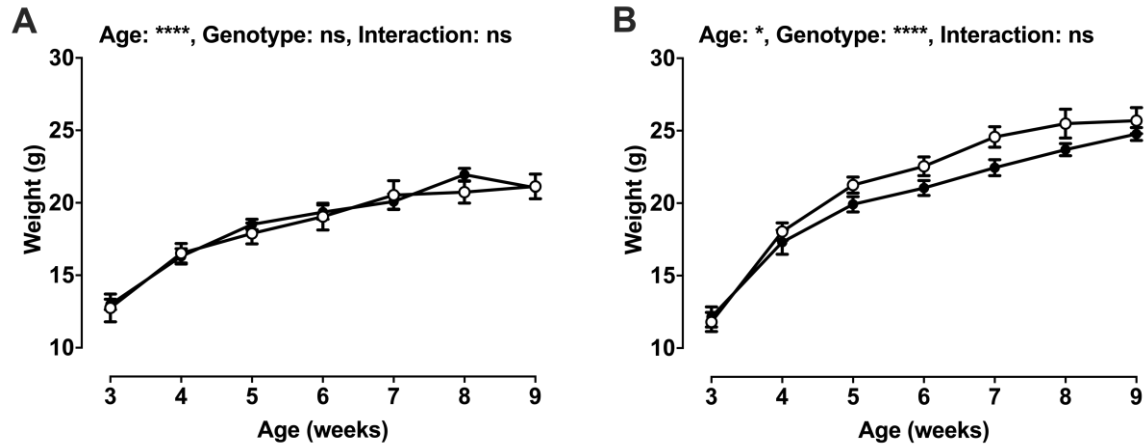 A
Age: ****, Genotype: ns, Interaction: ns
30
25
20
15
10
Weight (g)
3 4 5 6 7 8 9
Age (weeks)
B
Age: *, Genotype: ****, Interaction: ns
30
25
20
15
10
Weight (g)
3 4 5 6 7 8 9
Age (weeks)